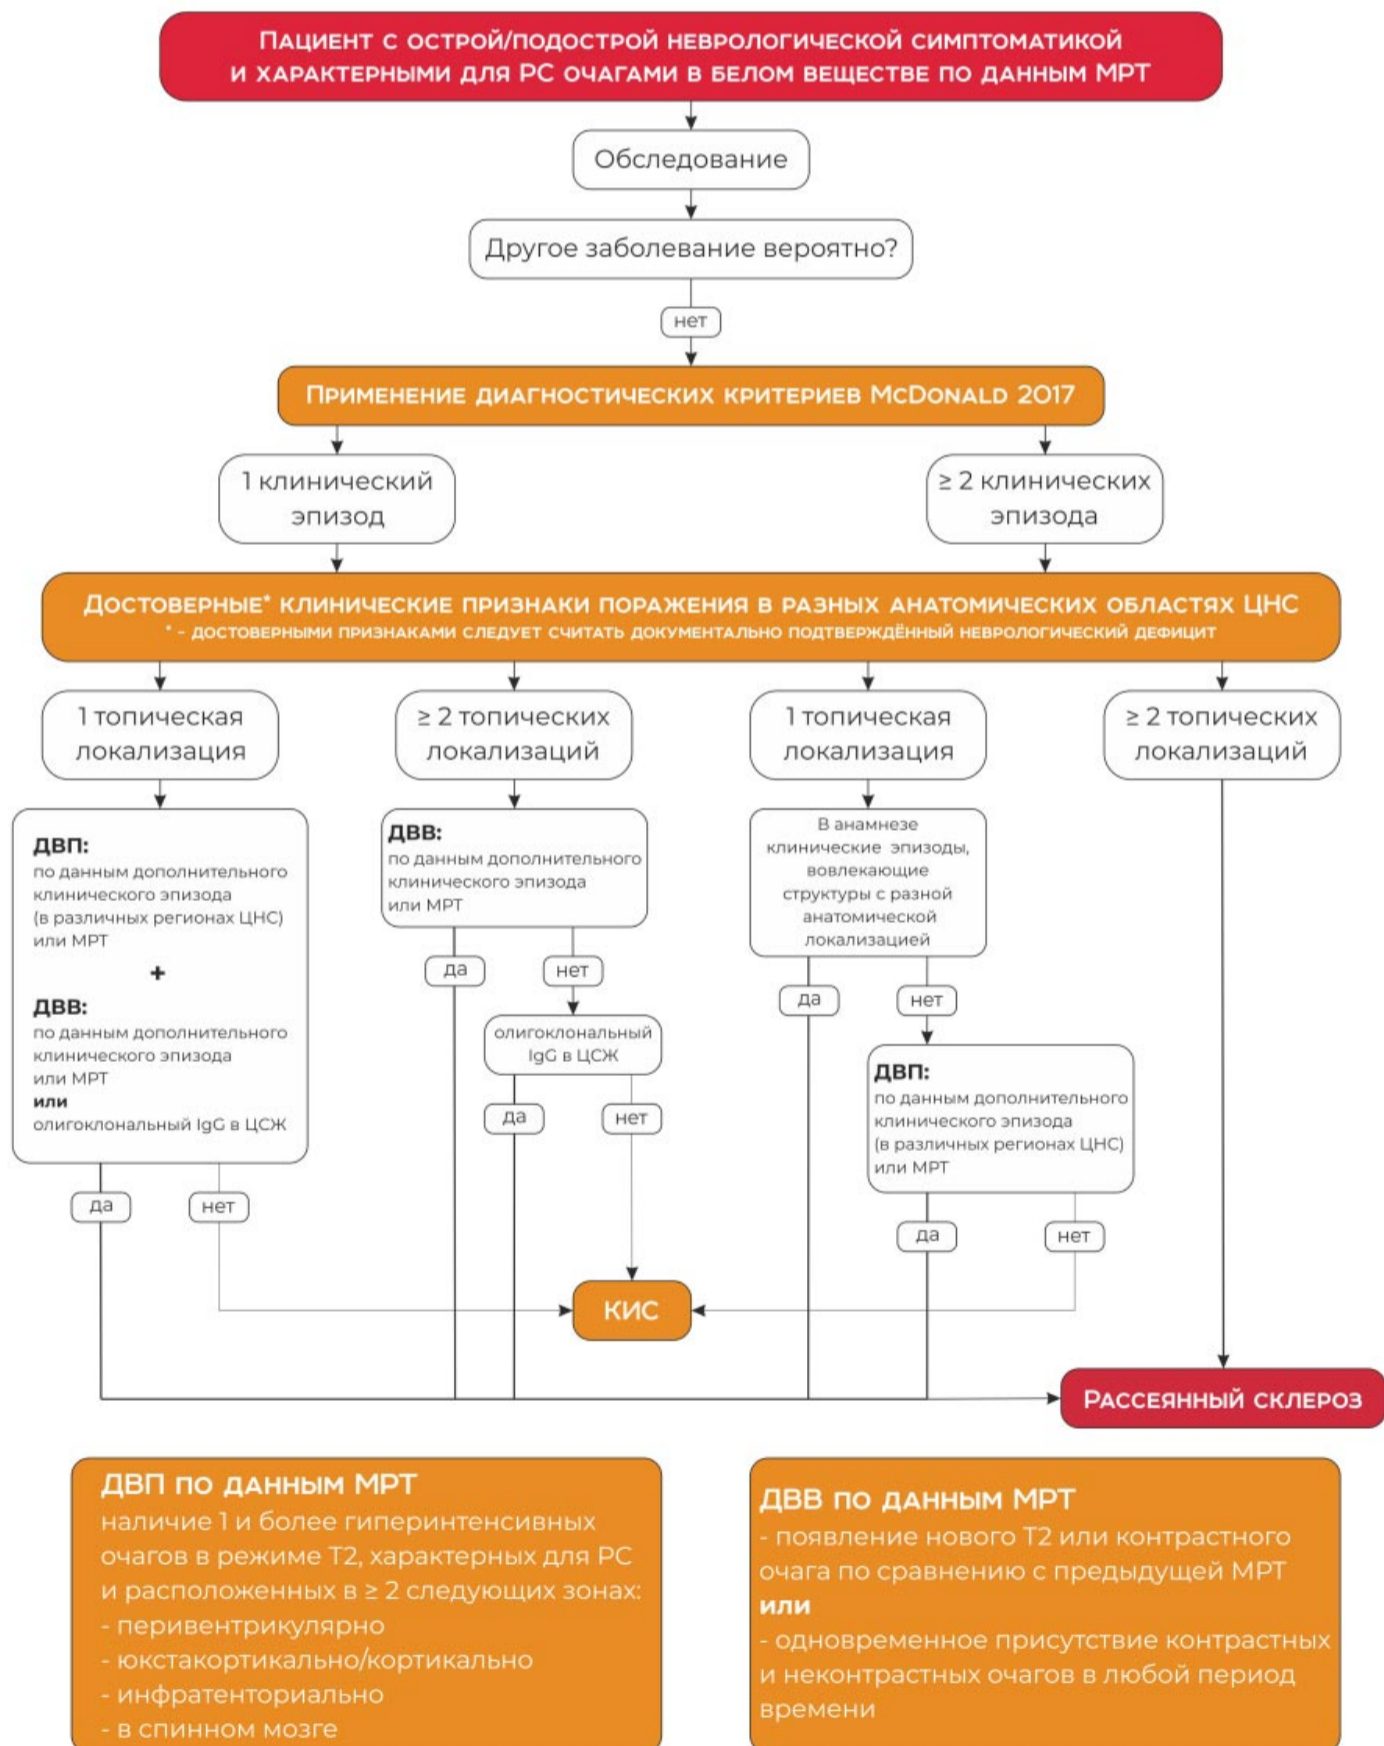 Пациент с острой/подострой неврологической симптоматикой
и характерными для РС очагами в белом веществе по данным МРТ
Обследование
Другое заболевание вероятно?
нет
Применение диагностических критериев McDonald 2017
1 клинический
эпизод
≥ 2 клинических
эпизода
Достоверные* клинические признаки поражения в разных анатомических областях ЦНС
* - достоверными признаками следует считать документально подтверждённый неврологический дефицит
1 топическая
локализация
≥ 2 топических
локализаций
1 топическая
локализация
≥ 2 топических
локализаций
ДВП:
по данным дополнительного
клинического эпизода
(в различных регионах ЦНС)
или МРТ
+
ДВВ:
по данным дополнительного
клинического эпизода
или МРТ
или
олигоклональный IgG в ЦСЖ
да
нет
ДВВ:
по данным дополнительного
клинического эпизода
или МРТ
да
нет
олигоклональный
IgG в ЦСЖ
да
нет
В анамнезе
клинические эпизоды,
вовлекающие
структуры с разной
анатомической
локализацией
да
нет
ДВП:
по данным дополнительного
клинического эпизода
(в различных регионах ЦНС)
или МРТ
да
нет
КИС
Рассеянный склероз
ДВП по данным МРТ
наличие 1 и более гиперинтенсивных
очагов в режиме Т2, характерных для РС
и расположенных в ≥ 2 следующих зонах:
- перивентрикулярно
- юкстакортикально/кортикально
- инфратенториально
- в спинном мозге
ДВВ по данным МРТ
- появление нового Т2 или контрастного
очага по сравнению с предыдущей МРТ
или
- одновременное присутствие контрастных
и неконтрастных очагов в любой период
времени